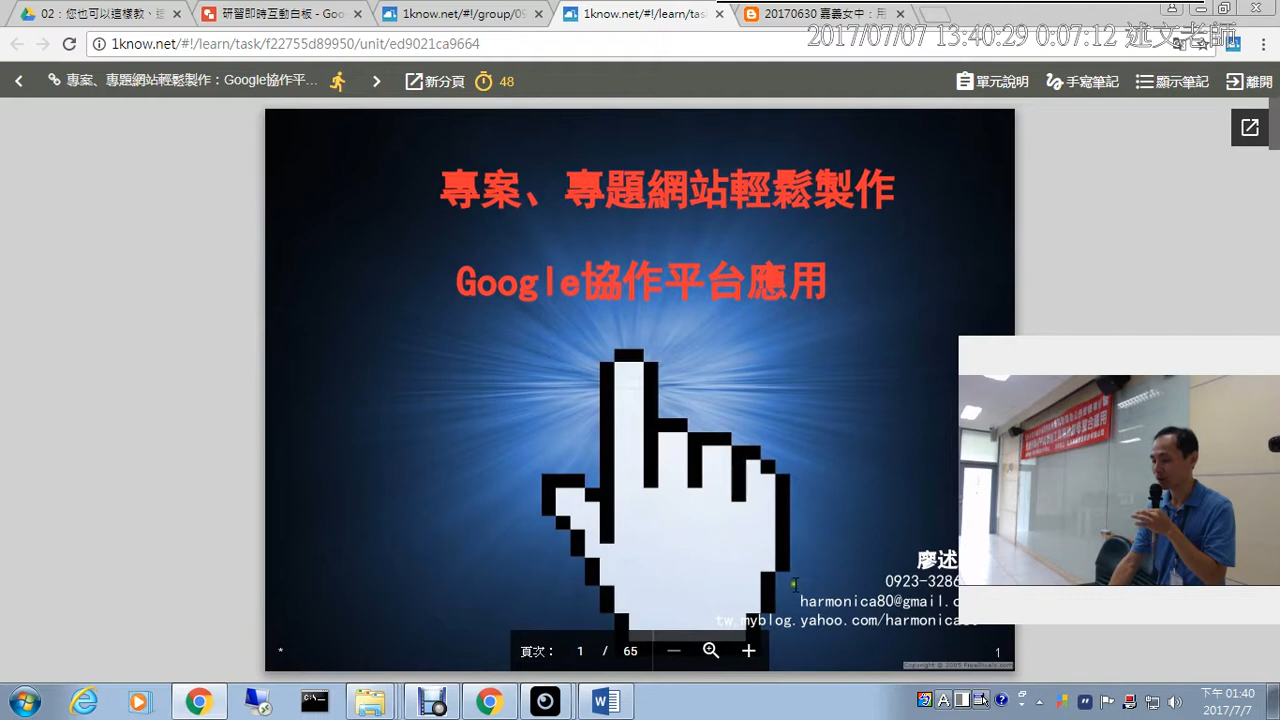 02：您也可以這樣教：這
研習即時互動白板 - Goo
1know.net/#!/group/09
1know.net/#!/learn/tas
20170630 嘉義女中：用
1know.net/#!/learn/task/f22755d89950/unit/ed9021ca9664
2017/07/07 13:40:29 0:07:12 述文老師
專案、專題網站輕鬆製作：Google協作平...
新分頁
48
單元說明
手寫筆記
顯示筆記
離開
專案、專題網站輕鬆製作
Google協作平台應用
廖述
0923-3286
harmonica80@gmail.c
tw.myblog.yahoo.com/harmonica80
頁次： 1 / 65
*
1
Copyright © 2005
下午 01:40
2017/7/7